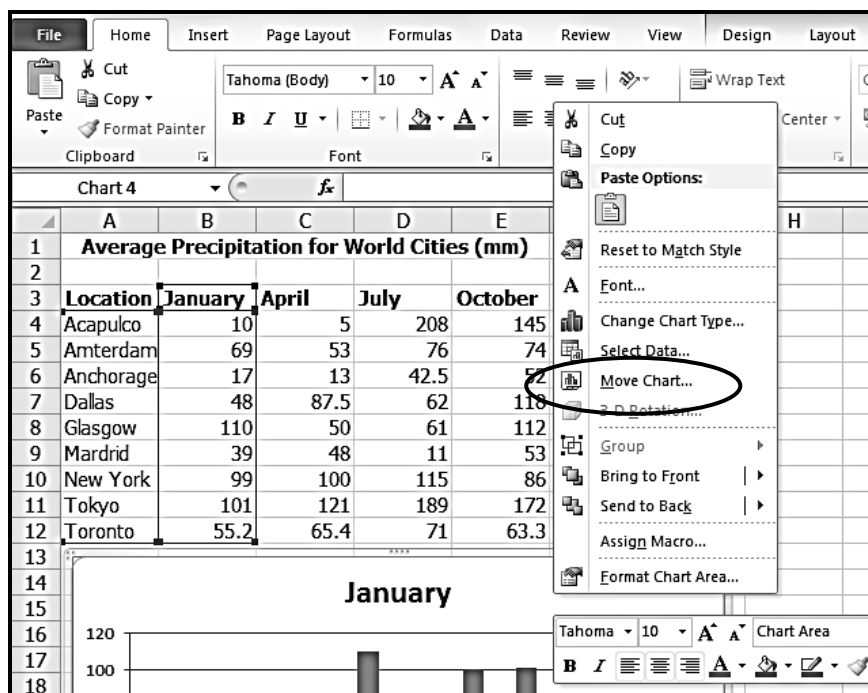 File Home Insert Page Layout Formulas Data Review View Design Layout
Cut
Copy
Format Painter
Paste
Clipboard
Tahoma (Body) 10 A A
B I U A
Font
Wrap Text
Center
Chart 4 fx
A B C D E H
1 Average Precipitation for World Cities (mm)
2
3 Location January April July October
4 Acapulco 10 5 208 145
5 Amterdam 69 53 76 74
6 Anchorage 17 13 42.5 52
7 Dallas 48 87.5 62 118
8 Glasgow 110 50 61 112
9 Mardrid 39 48 11 53
10 New York 99 100 115 86
11 Tokyo 101 121 189 172
12 Toronto 55.2 65.4 71 63.3
13
14
15
16
17
18
January
120
100
Cut
Copy
Paste Options:
Reset to Match Style
A Font...
Change Chart Type...
Select Data...
Move Chart...
3-D Rotation...
Group
Bring to Front
Send to Back
Assign Macro...
Format Chart Area...
Tahoma 10 A A Chart Area
B I A